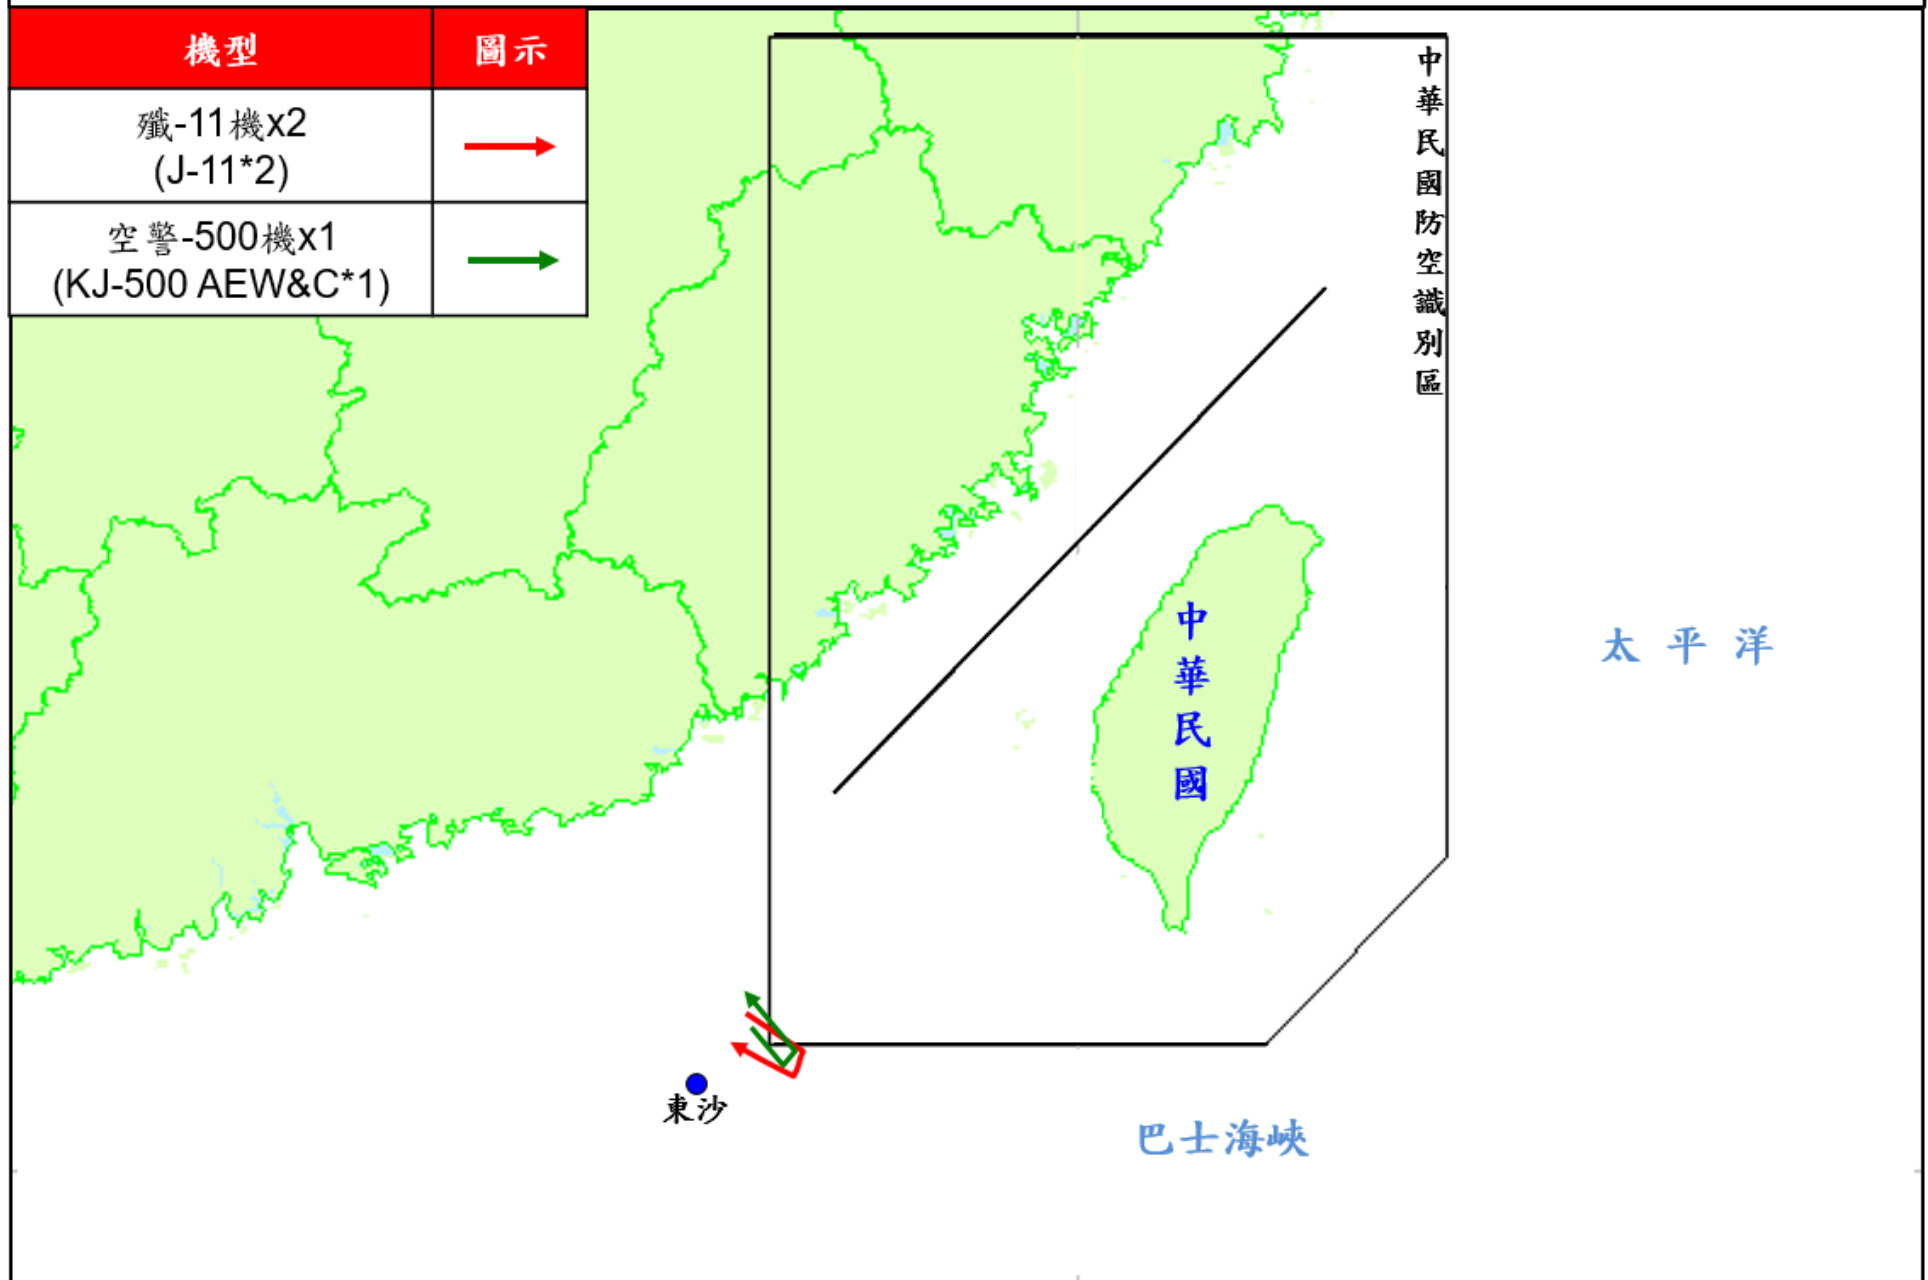 機型
圖示
殲-11機x2
(J-11*2)
空警-500機x1
(KJ-500 AEW&C*1)
中華民國防空識別區
中華民國
太平洋
東沙
巴士海峽